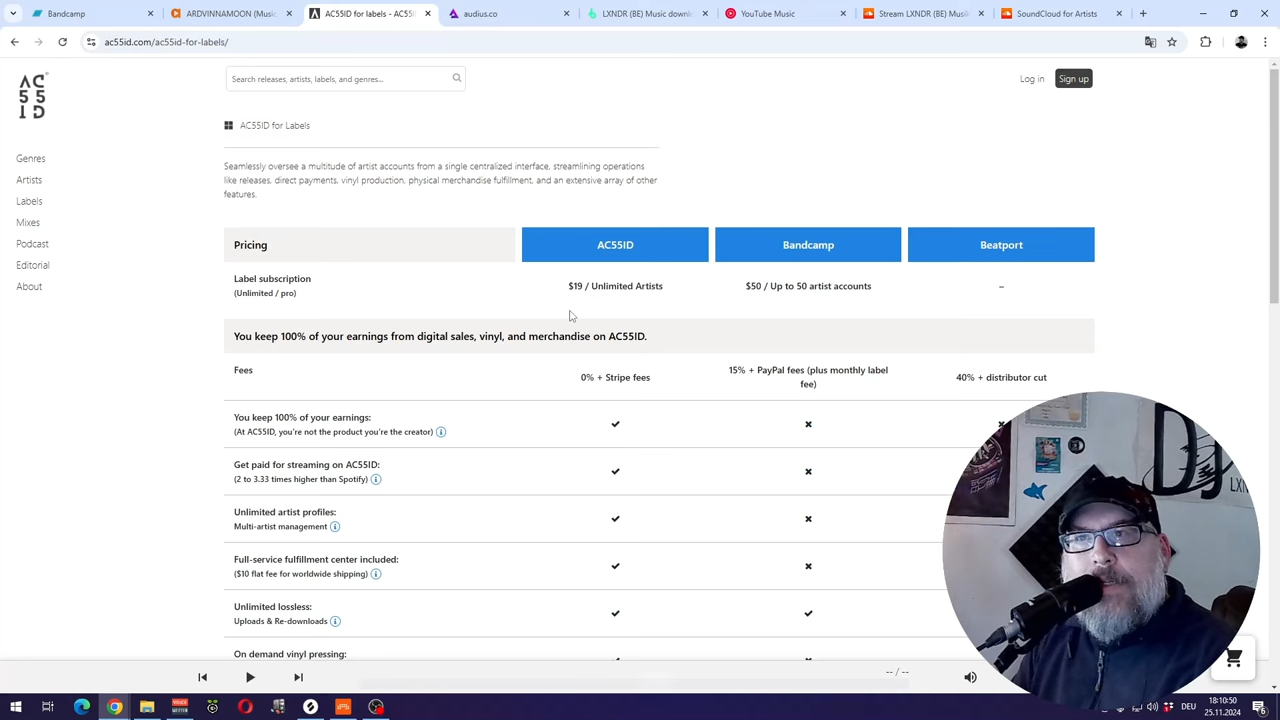 Bandcamp
ARDVINNAMOON (Music
AC55ID for labels - AC55I
audius.co
LXNDR (BE) Music downl
YouTube Music
Stream LXNDR (BE) Musi
SoundCloud for Artists
18:10:50
ac55id.com/ac55id-for-labels/
AC
55
ID
Search releases, artists, labels, and genres...
Log in
Sign up
Genres
Artists
Labels
Mixes
Podcast
Editorial
About
AC55ID for Labels
Seamlessly oversee a multitude of artist accounts from a single centralized interface, streamlining operations
like releases, direct payments, vinyl production, physical merchandise fulfillment, and an extensive array of other
features.
Pricing AC55ID Bandcamp Beatport
Label subscription
(Unlimited / pro)
$19 / Unlimited Artists
$50 / Up to 50 artist accounts
–
You keep 100% of your earnings from digital sales, vinyl, and merchandise on AC55ID.
Fees
0% + Stripe fees
15% + PayPal fees (plus monthly label
fee)
40% + distributor cut
You keep 100% of your earnings:
(At AC55ID, you're not the product you're the creator)
Get paid for streaming on AC55ID:
(2 to 3.33 times higher than Spotify)
Unlimited artist profiles:
Multi-artist management
Full-service fulfillment center included:
($10 flat fee for worldwide shipping)
Unlimited lossless:
Uploads & Re-downloads
On demand vinyl pressing:
-- / --
DJ
LXN
DEU
18:10:50
25.11.2024